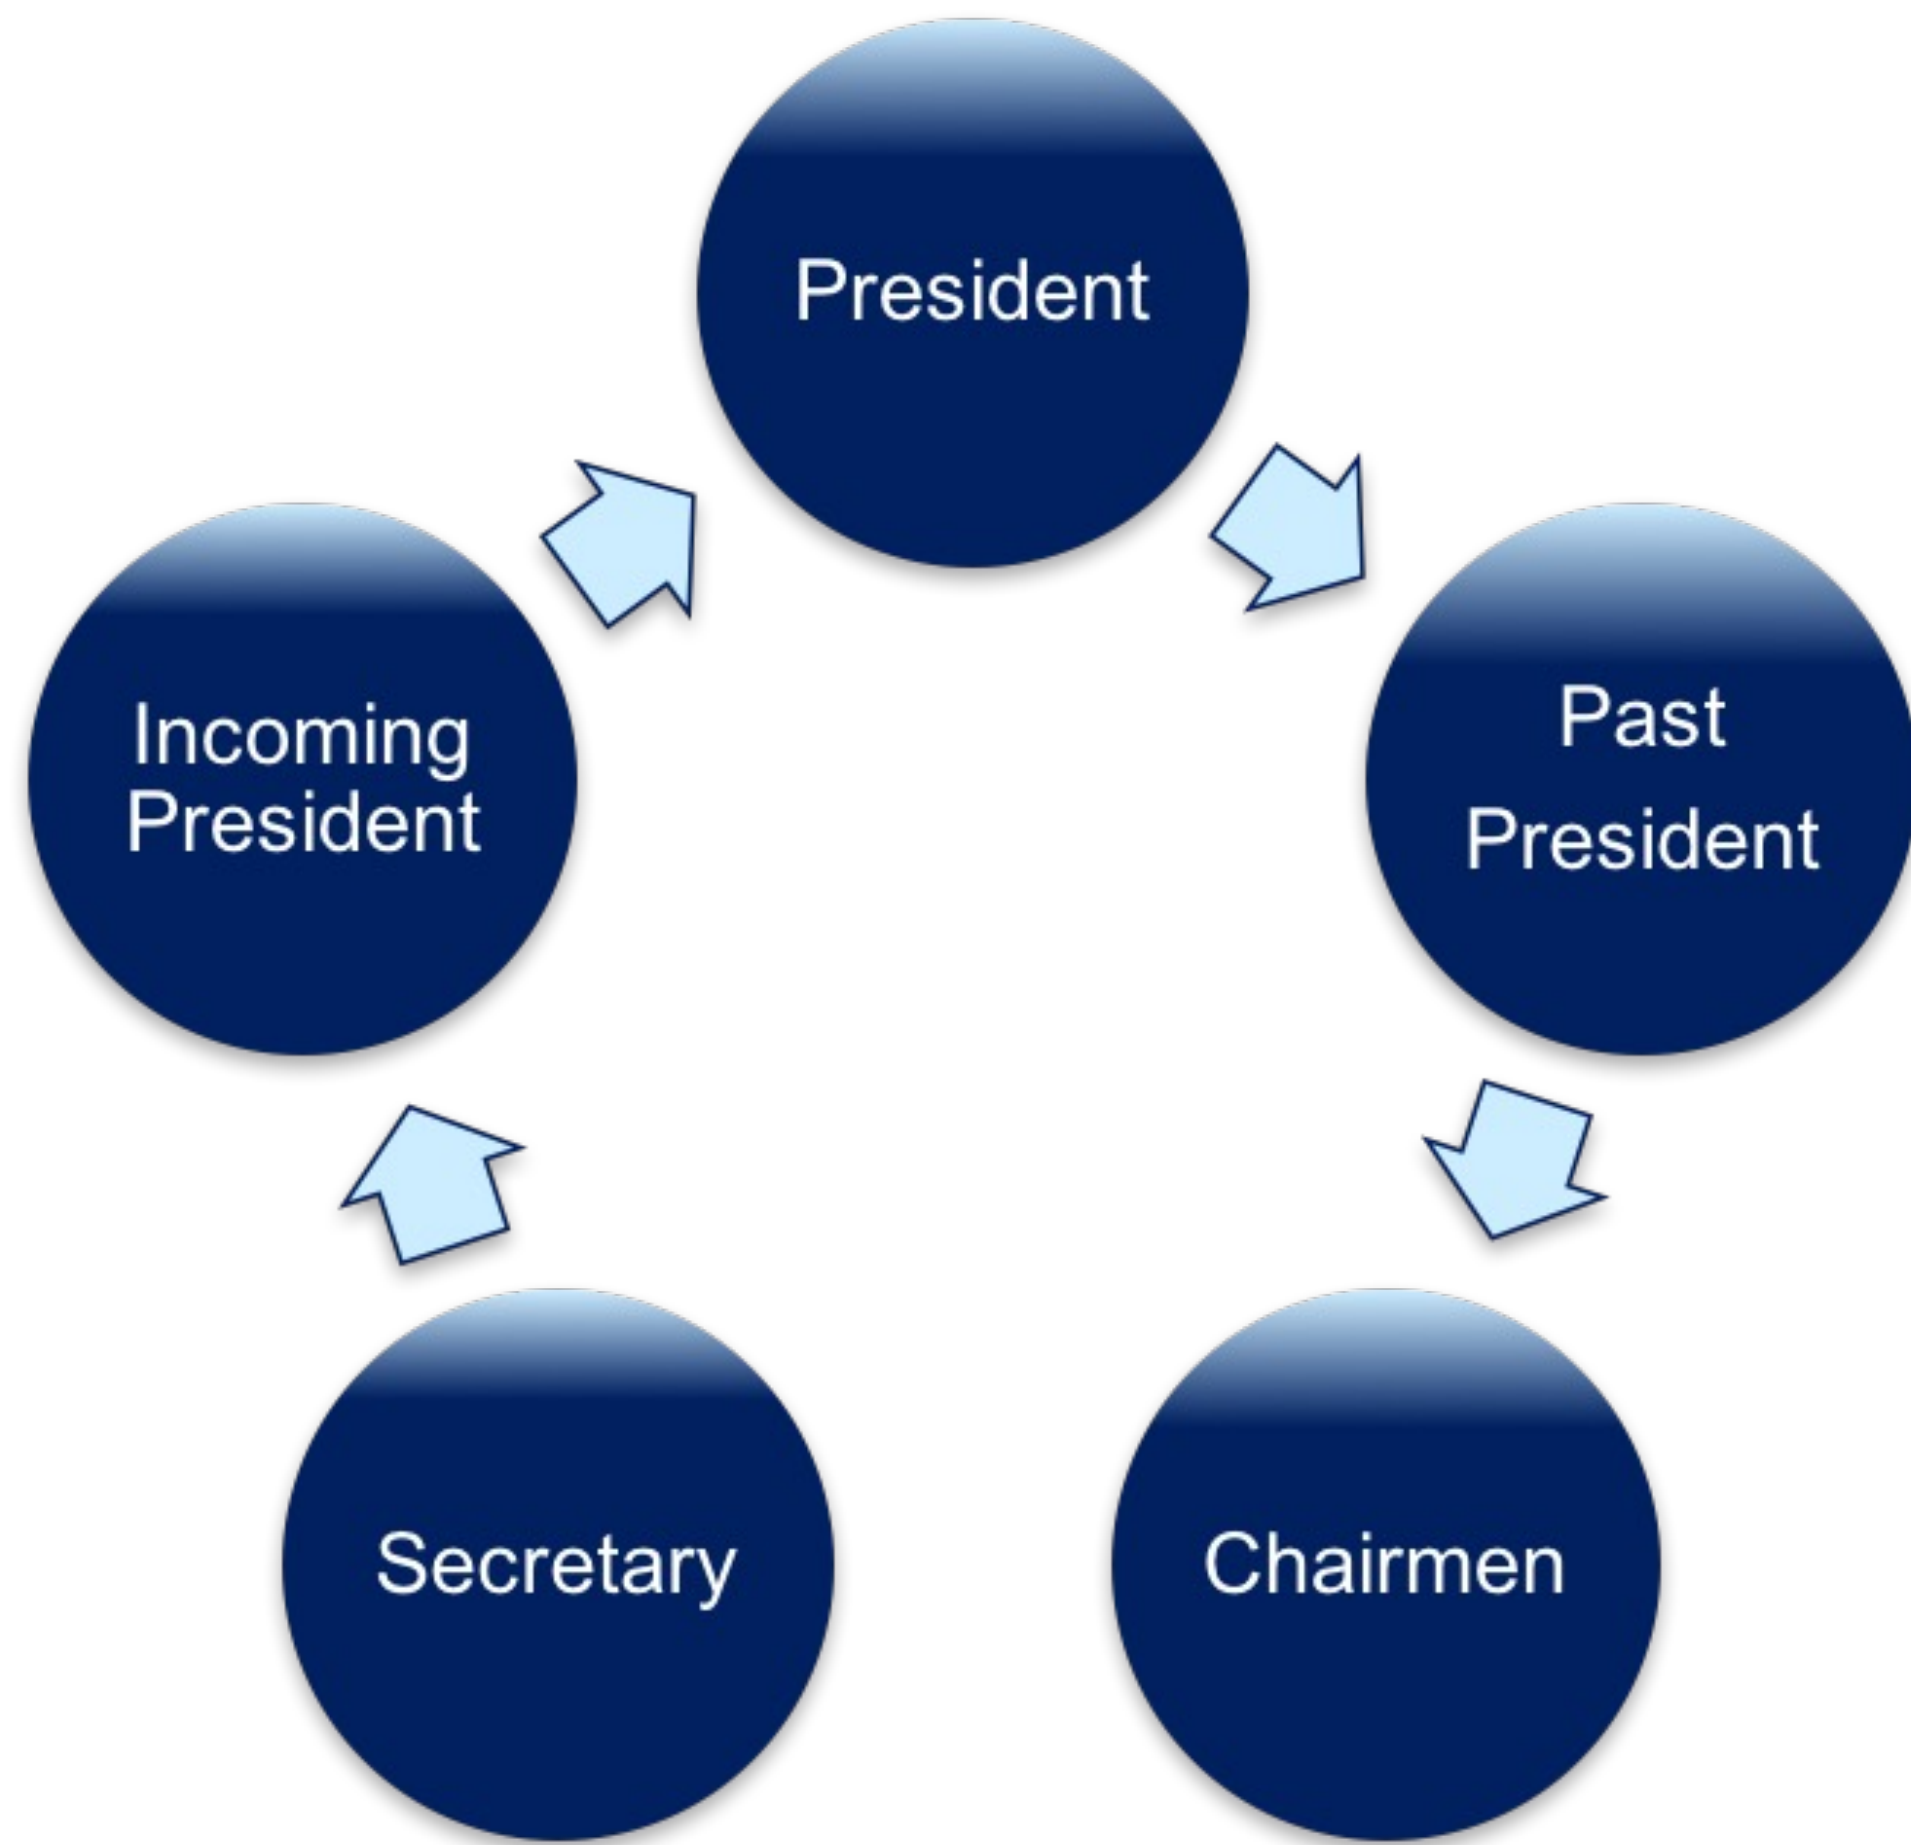 President
Incoming
President
Past
President
Secretary
Chairmen